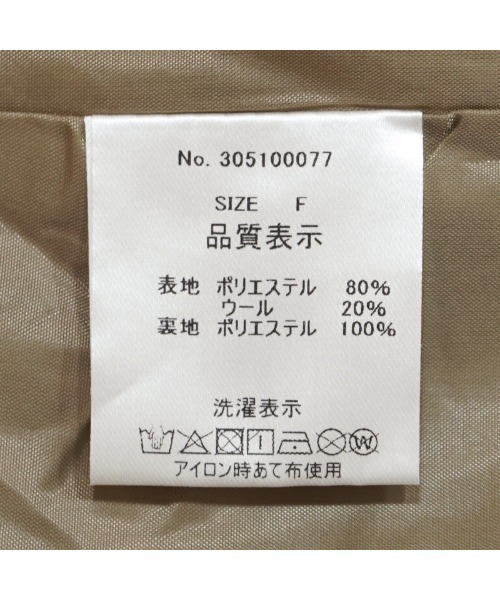 No. 305100077
SIZE F
品質表示
表地 ポリエステル 80%
ウール 20%
裏地 ポリエステル 100%
洗濯表示
アイロン時あて布使用